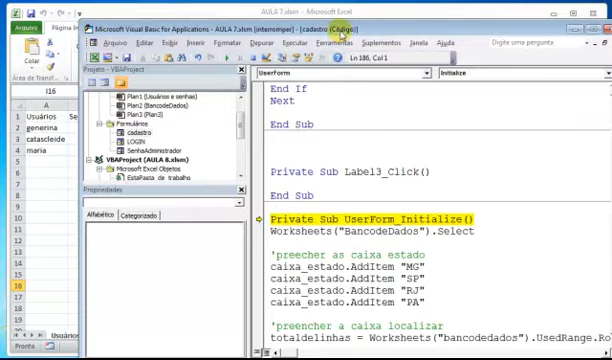 AULA 7.xlsm - Microsoft Excel
Arquivo
Colar
Área de Tran
I16
A
1 Usuários Se
2 generina
3 catascleide
4 maria
5
6
7
8
9
10
11
12
13
14
15
16
17
18
19
20
Usuários
Pronto
Microsoft Visual Basic for Applications - AULA 7.xlsm [interromper] - [cadastro (Código)]
Arquivo Editar Exibir Inserir Formatar Depurar Executar Ferramentas Suplementos Janela Ajuda
Digite uma pergunta
Ln 186, Col 1
Projeto - VBAProject
Plan1 (Usuários e senhas)
Plan2 (BancodeDados)
Plan3 (Plan3)
Formulários
cadastro
LOGIN
SenhaAdministrador
VBAProject (AULA 8.xlsm)
Microsoft Excel Objetos
EstaPasta_de_trabalho
Propriedades
Alfabético Categorizado
UserForm Initialize
End If
Next
End Sub
Private Sub Label3_Click()
End Sub
Private Sub UserForm_Initialize()
Worksheets("BancodeDados").Select
'preecher as caixa estado
caixa_estado.AddItem "MG"
caixa_estado.AddItem "SP"
caixa_estado.AddItem "RJ"
caixa_estado.AddItem "PA"
'preencher a caixa localizar
totaldelinhas = Worksheets("bancodedados").UsedRange.Ro